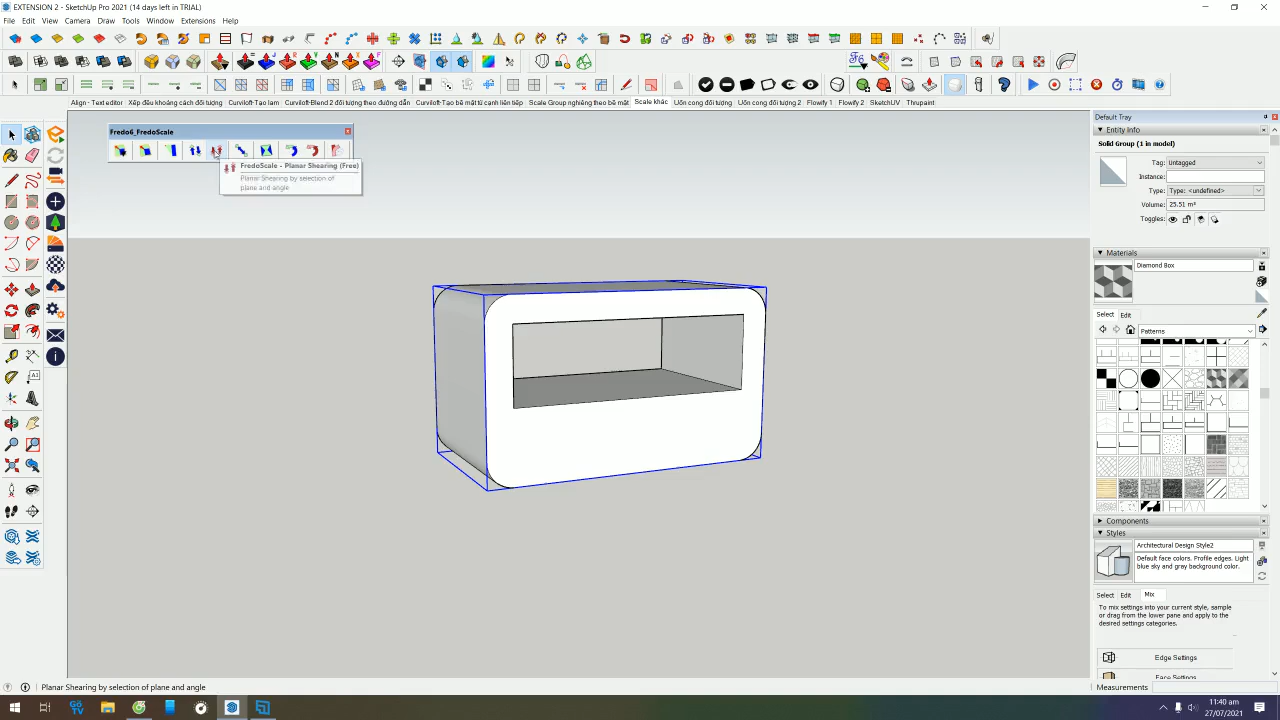 EXTENSION 2 - SketchUp Pro 2021 (14 days left in TRIAL)
File Edit View Camera Draw Tools Window Extensions Help
Align - Text editor Xếp đều khoảng cách đối tượng Curviloft-Tạo lam Curviloft-Blend 2 đối tượng theo đường dẫn Curviloft-Tạo bề mặt từ cạnh liên tiếp Scale Group nghiêng theo bề mặt Scale khác Uốn cong đối tượng Uốn cong đối tượng 2 Flowify 1 Flowify 2 SketchUV Thrupaint
Fredo6_FredoScale
FredoScale - Planar Shearing (Free)
Planar Shearing by selection of
plane and angle
Default Tray
Entity Info
Solid Group (1 in model)
Tag: Untagged
Instance:
Type: Type: <undefined>
Volume: 25.51 m³
Toggles:
Materials
Diamond Box
Select Edit
Patterns
Components
Styles
Architectural Design Style2
Default face colors. Profile edges. Light
blue sky and gray background color.
Select Edit Mix
To mix settings into your current style, sample
or drag from the lower pane and apply to the
desired settings categories.
Edge Settings
Face Settings
Planar Shearing by selection of plane and angle
Measurements
11:40 am
27/07/2021